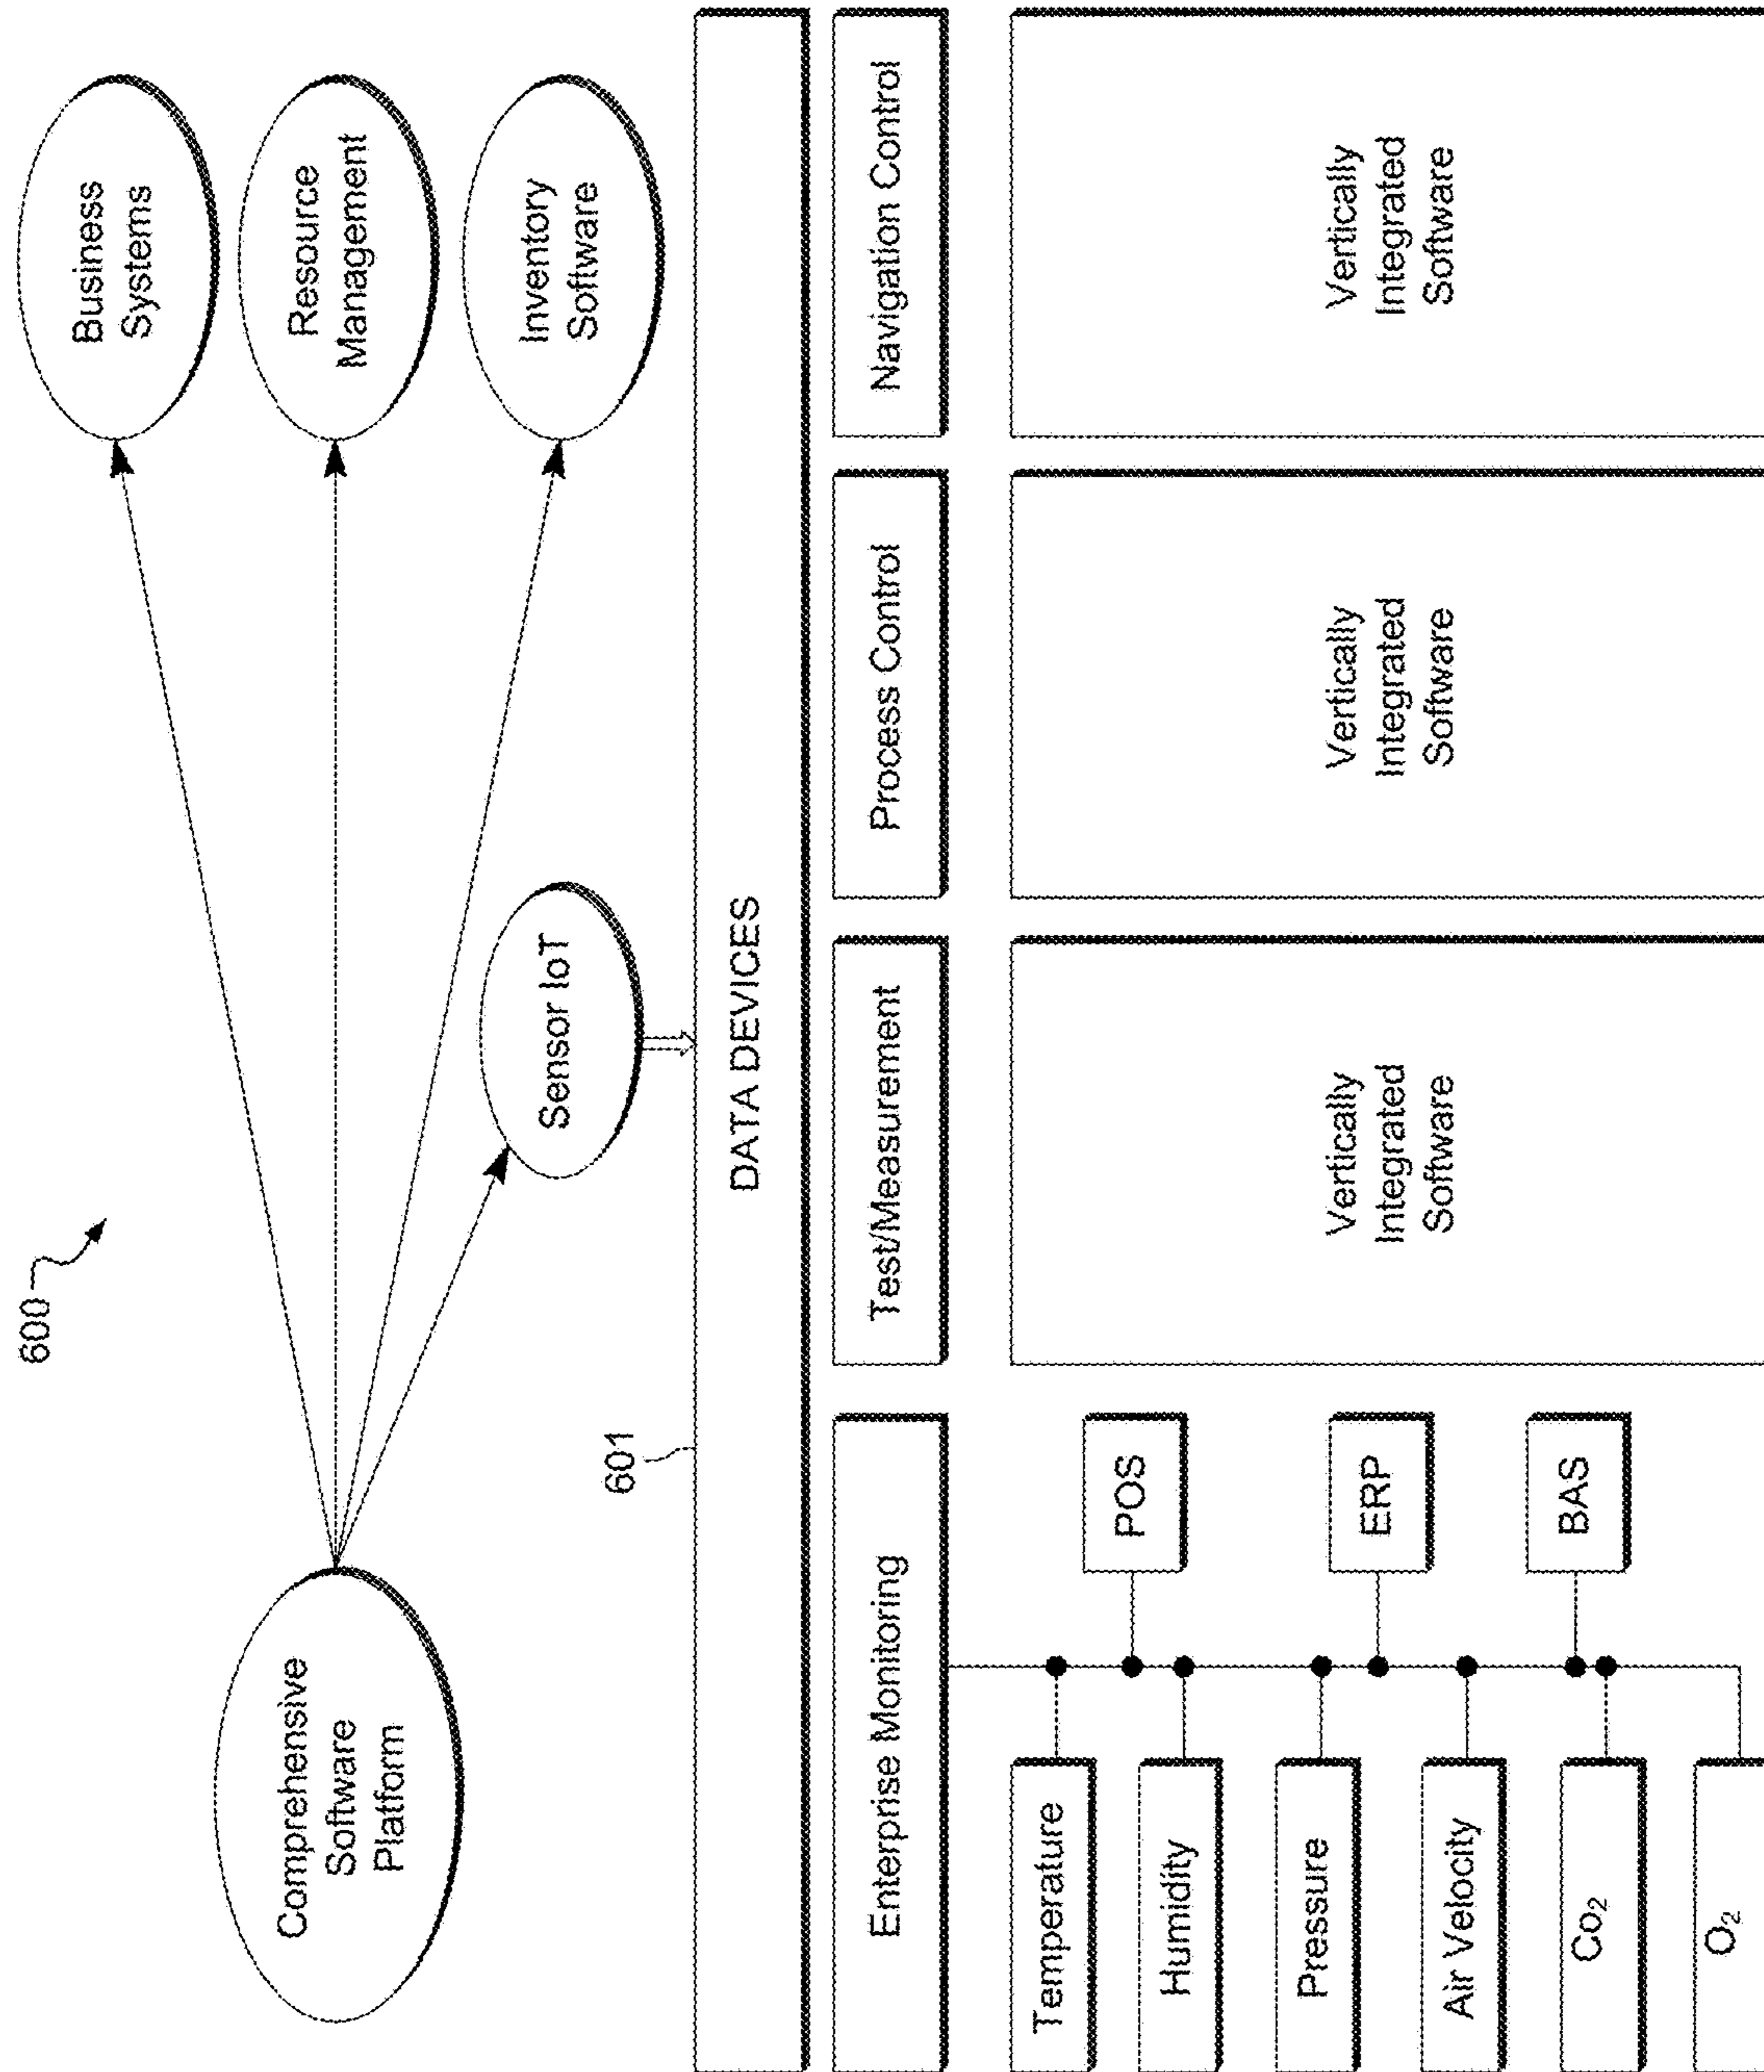 600
Comprehensive
Software
Platform
Business
Systems
Resource
Management
Inventory
Software
Sensor IoT
601
DATA DEVICES
Enterprise Monitoring
Test/Measurement
Process Control
Navigation Control
Temperature
Humidity
Pressure
Air Velocity
Co₂
O₂
POS
ERP
BAS
Vertically
Integrated
Software
Vertically
Integrated
Software
Vertically
Integrated
Software